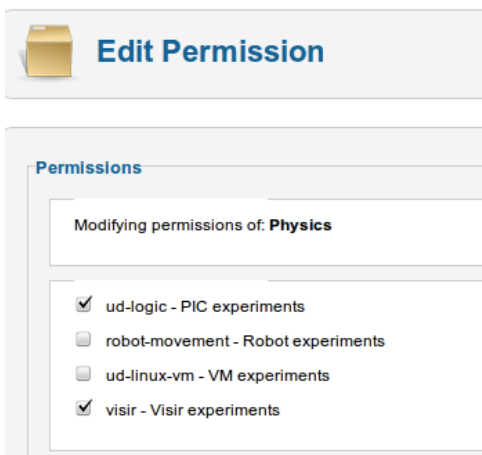 Edit Permission
Permissions
Modifying permissions of: Physics
ud-logic - PIC experiments
robot-movement - Robot experiments
ud-linux-vm - VM experiments
visir - Visir experiments